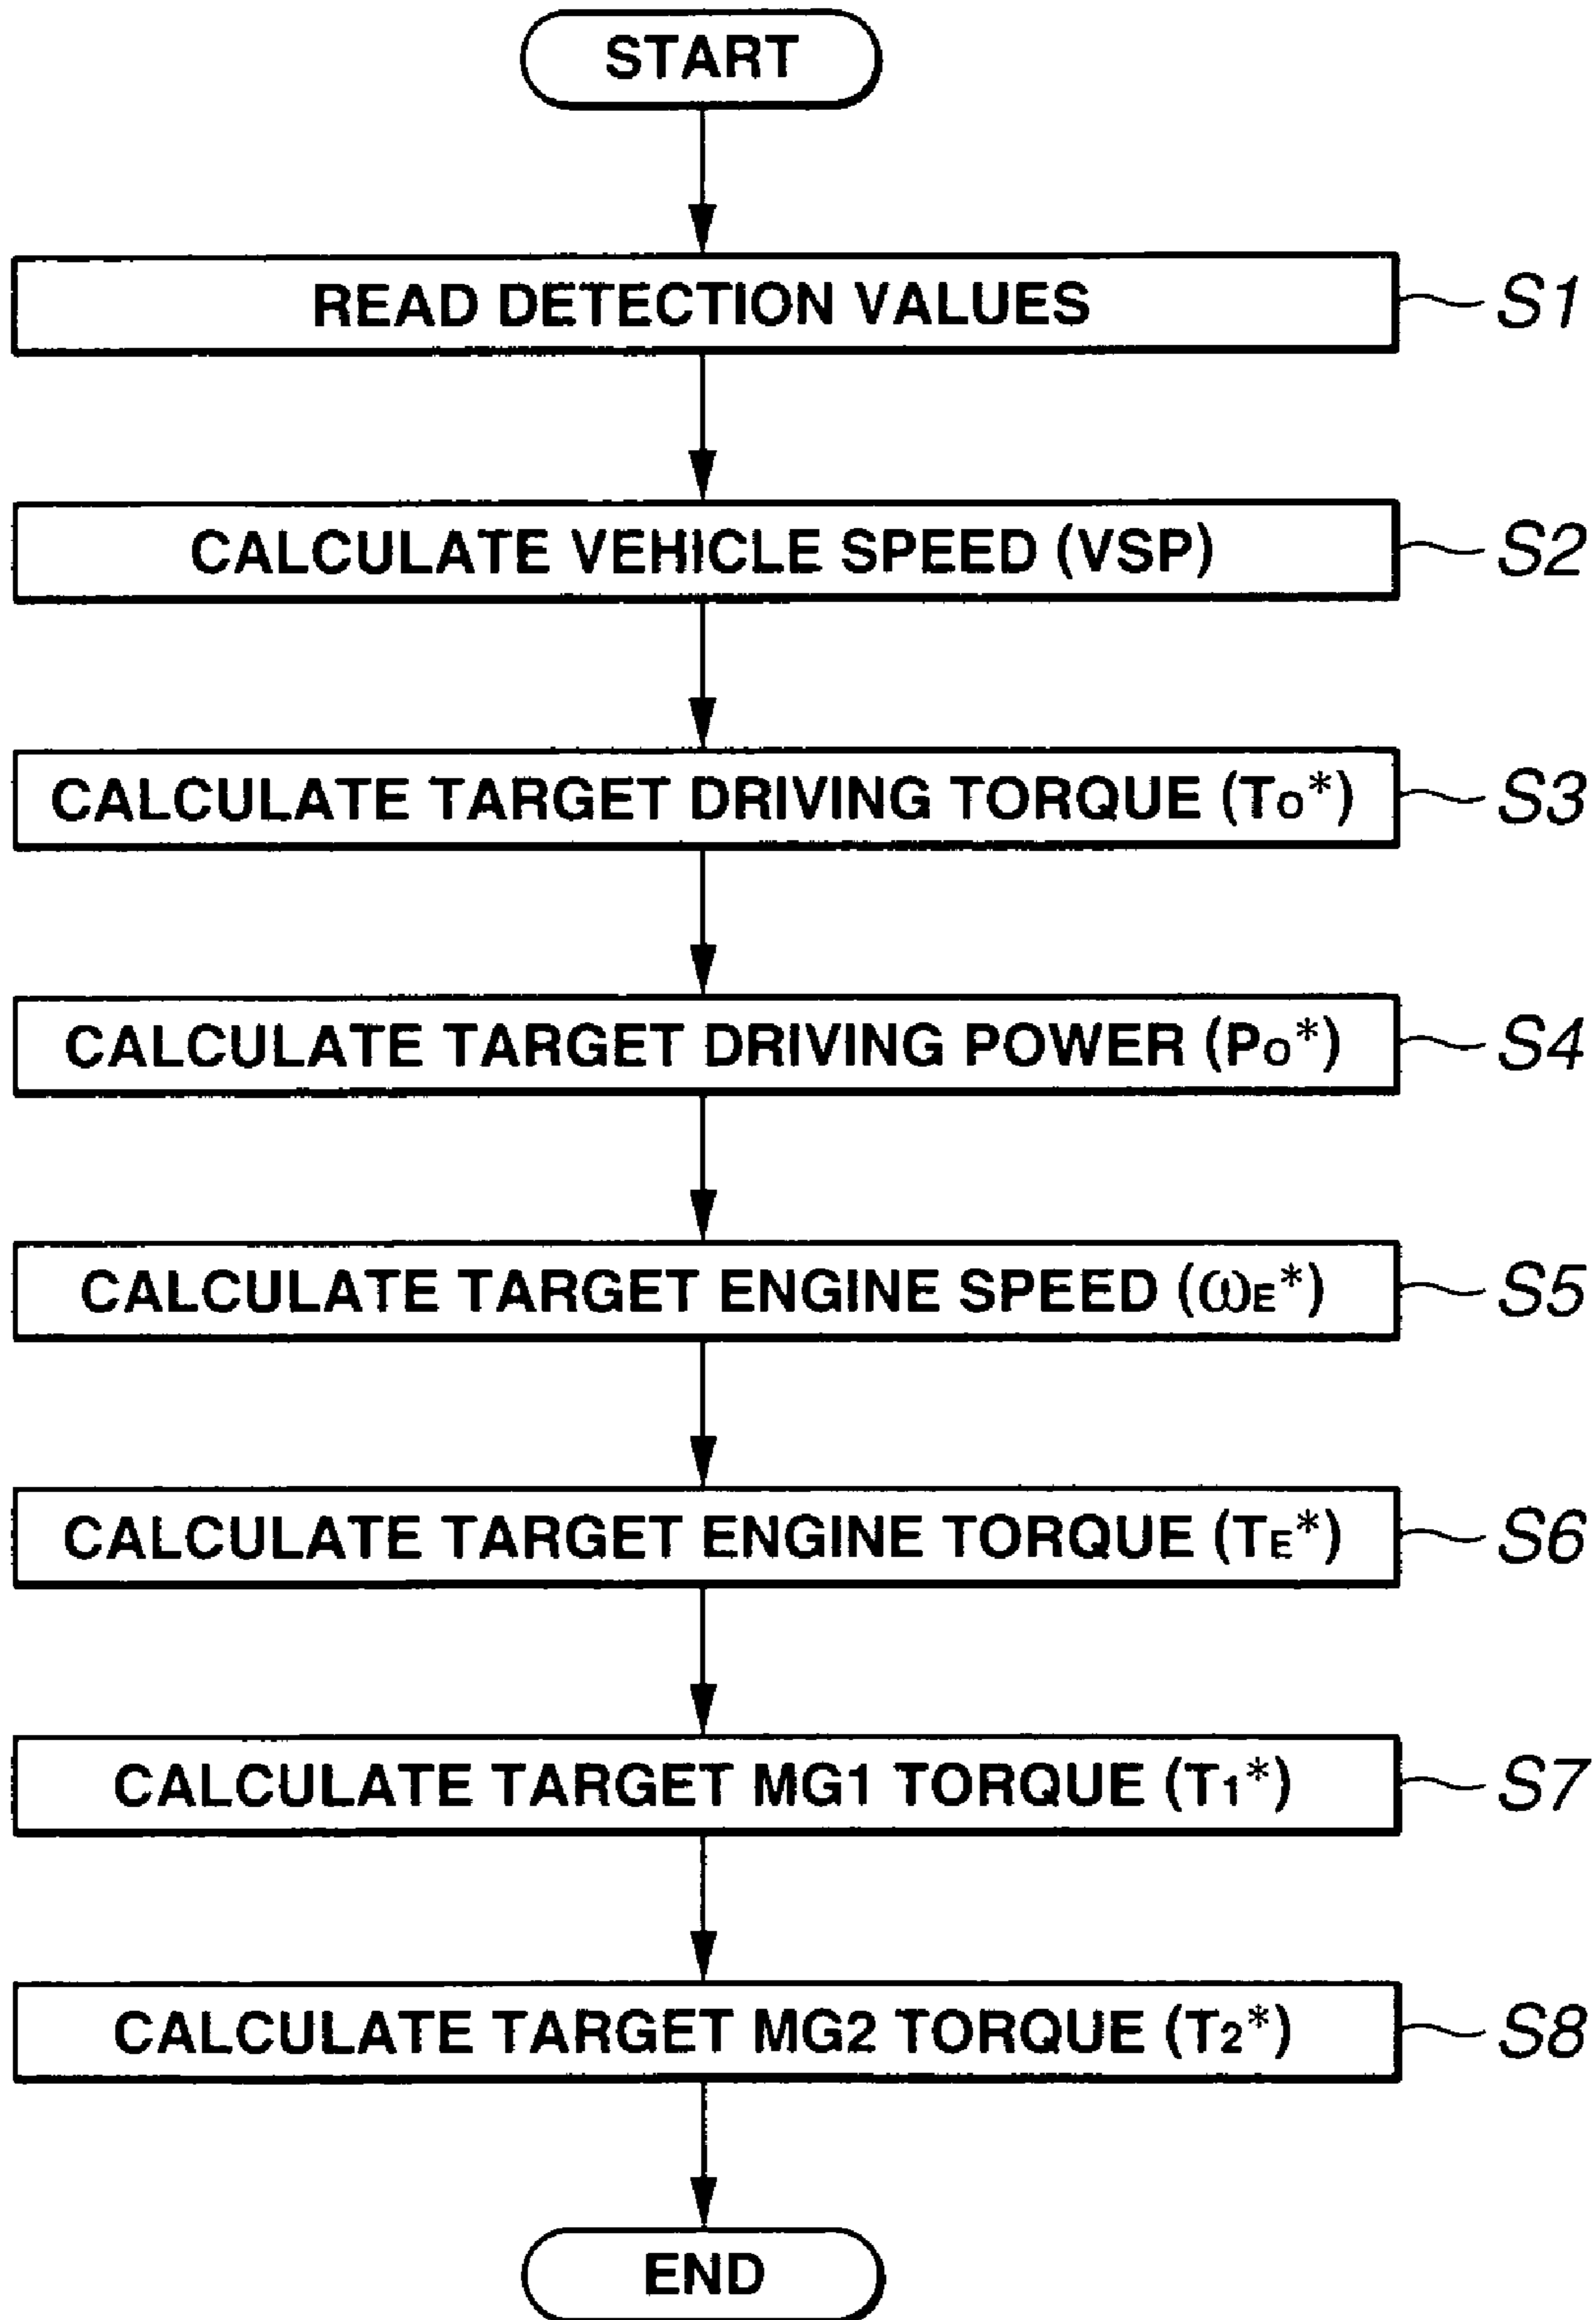 START
READ DETECTION VALUES
S1
CALCULATE VEHICLE SPEED (VSP)
S2
CALCULATE TARGET DRIVING TORQUE (To*)
S3
CALCULATE TARGET DRIVING POWER (Po*)
S4
CALCULATE TARGET ENGINE SPEED (ωE*)
S5
CALCULATE TARGET ENGINE TORQUE (TE*)
S6
CALCULATE TARGET MG1 TORQUE (T1*)
S7
CALCULATE TARGET MG2 TORQUE (T2*)
S8
END